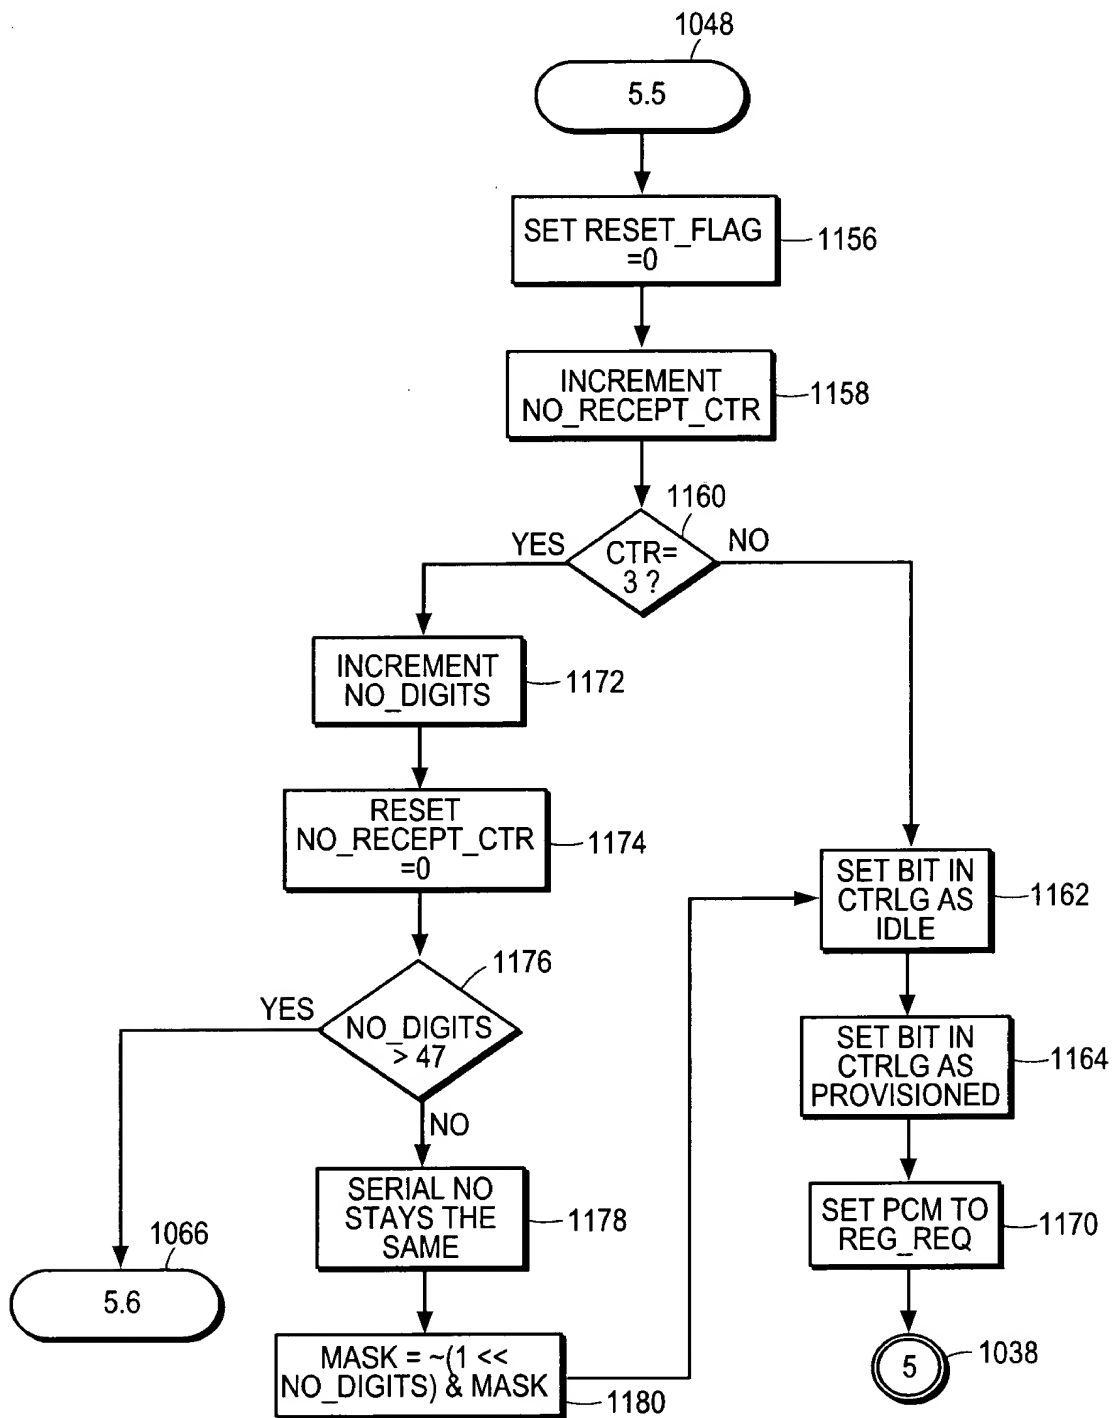 1048
5.5
SET RESET_FLAG
=0
1156
INCREMENT
NO_RECEPT_CTR
1158
1160
YES
CTR=
3 ?
NO
INCREMENT
NO_DIGITS
1172
RESET
NO_RECEPT_CTR
=0
1174
SET BIT IN
CTRLG AS
IDLE
1162
1176
YES
NO_DIGITS
> 47
NO
SET BIT IN
CTRLG AS
PROVISIONED
1164
SERIAL NO
STAYS THE
SAME
1178
SET PCM TO
REG_REQ
1170
1066
5.6
MASK = ~(1 <<
NO_DIGITS) & MASK
1180
5
1038